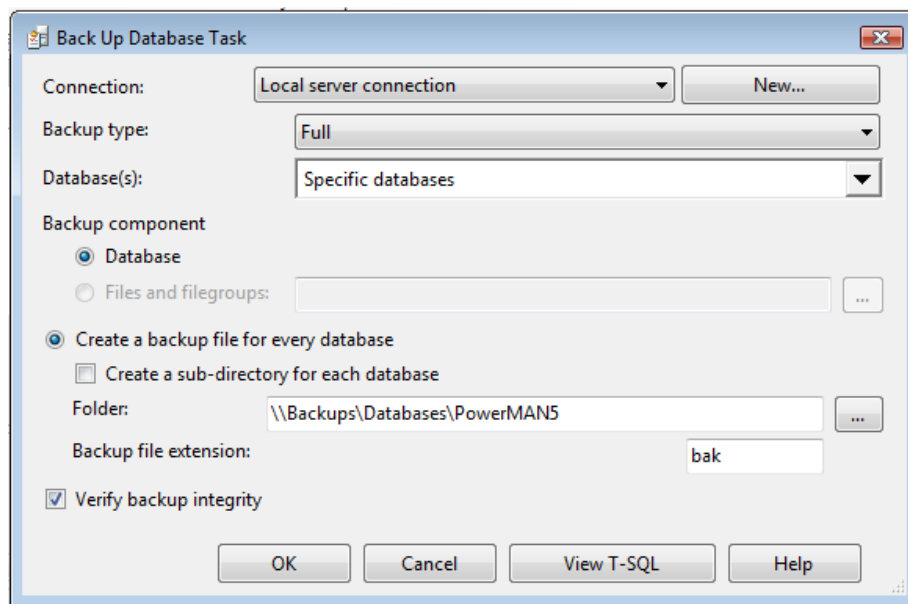 Back Up Database Task
Connection: Local server connection New...
Backup type: Full
Database(s): Specific databases
Backup component
Database
Files and filegroups: ...
Create a backup file for every database
Create a sub-directory for each database
Folder: \\Backups\Databases\PowerMAN5 ...
Backup file extension: bak
Verify backup integrity
OK Cancel View T-SQL Help